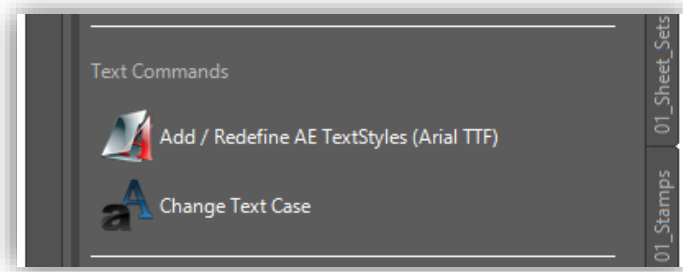 Text Commands
Add / Redefine AE TextStyles (Arial TTF)
Change Text Case
01_Sheet_Sets
01_Stamps